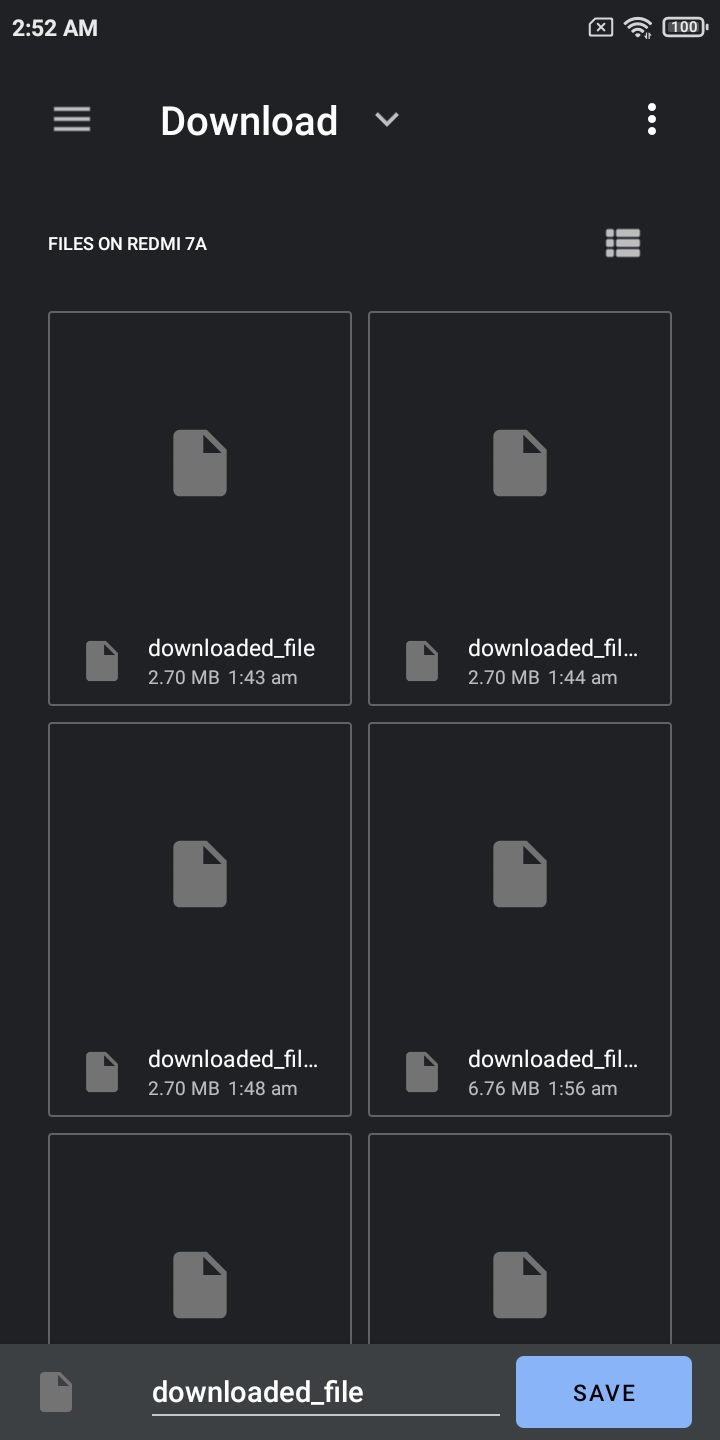 2:52 AM 100
Download
FILES ON REDMI 7A
downloaded_file
2.70 MB 1:43 am
downloaded_fil...
2.70 MB 1:44 am
downloaded_fil...
2.70 MB 1:48 am
downloaded_fil...
6.76 MB 1:56 am
downloaded_file
SAVE